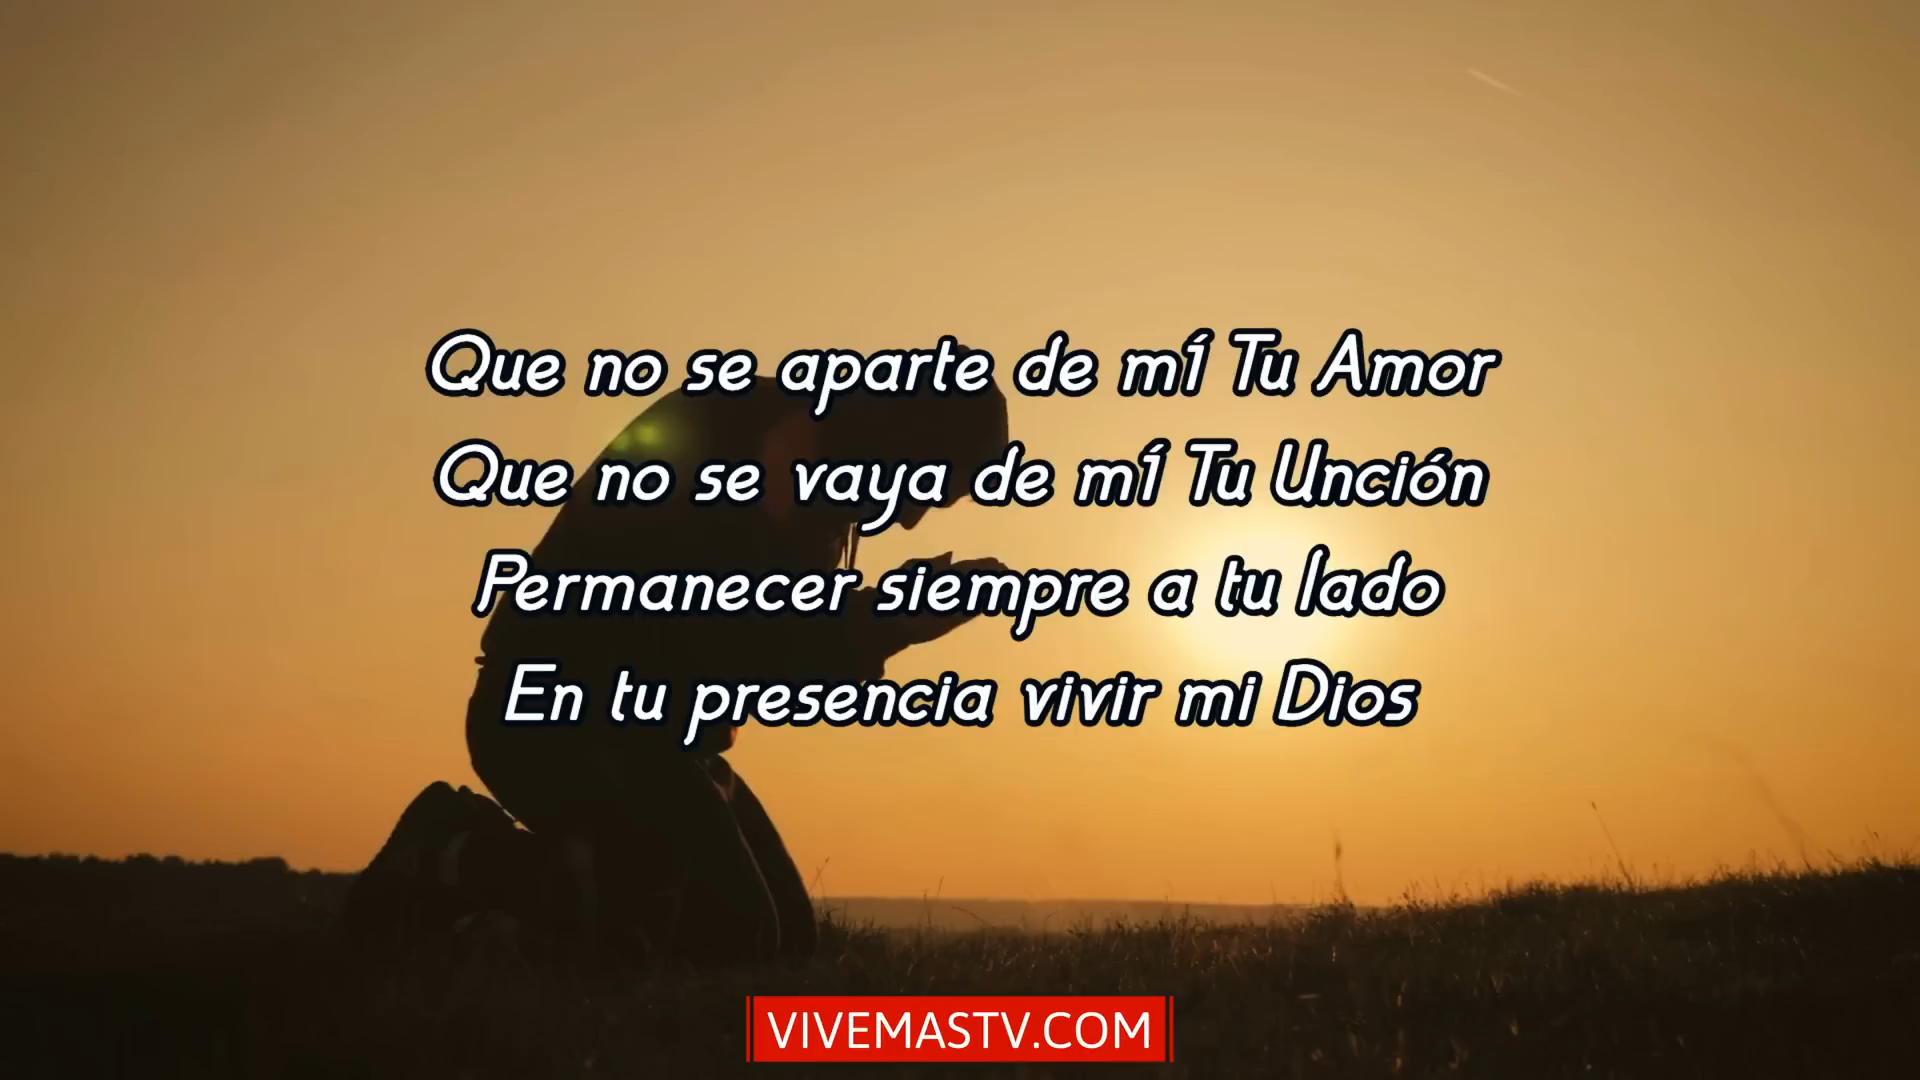 Que no se aparte de mí Tu Amor
Que no se vaya de mí Tu Unción
Permanecer siempre a tu lado
En tu presencia vivir mi Dios
VIVEMASTV.COM